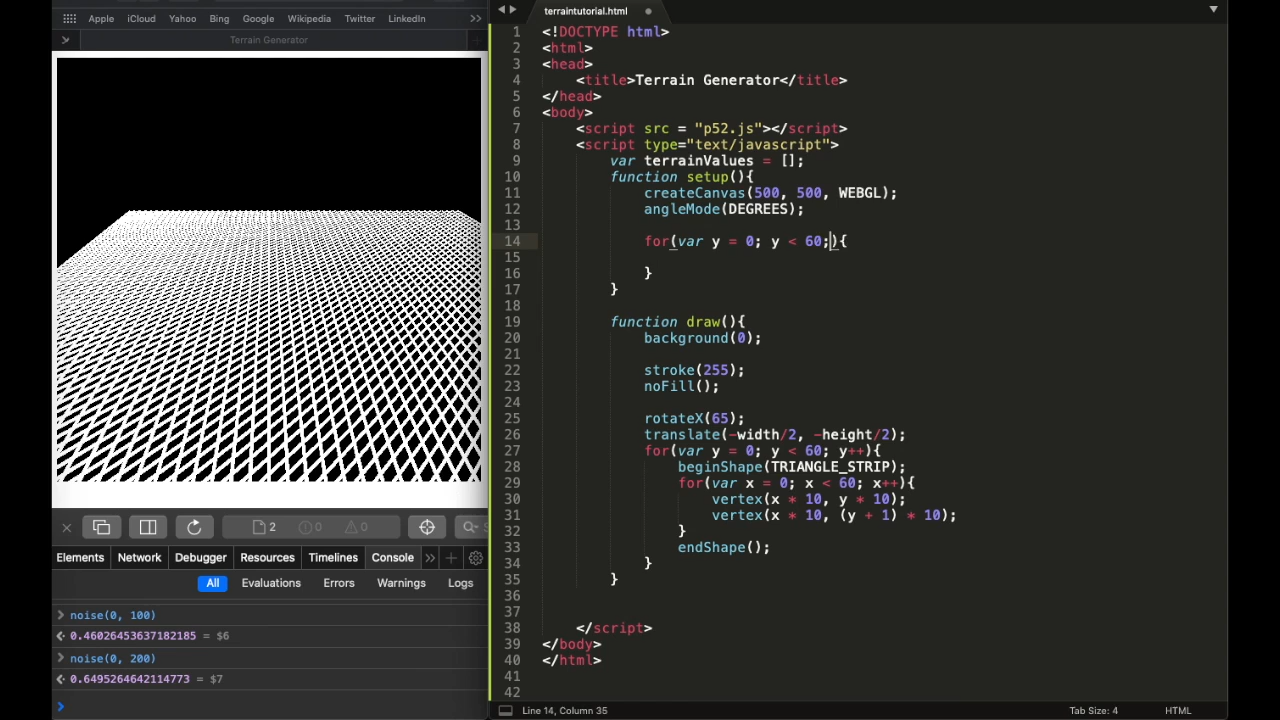 Apple iCloud Yahoo Bing Google Wikipedia Twitter LinkedIn >>
Terrain Generator
2 0 0
Elements Network Debugger Resources Timelines Console >>
All Evaluations Errors Warnings Logs
> noise(0, 100)
0.46026453637182185 = $6
> noise(0, 200)
0.6495264642114773 = $7
>
terraintutorial.html
1 <!DOCTYPE html>
2 <html>
3 <head>
4 <title>Terrain Generator</title>
5 </head>
6 <body>
7 <script src = "p52.js"></script>
8 <script type="text/javascript">
9 var terrainValues = [];
10 function setup(){
11 createCanvas(500, 500, WEBGL);
12 angleMode(DEGREES);
13
14 for(var y = 0; y < 60;){
15
16 }
17 }
18
19 function draw(){
20 background(0);
21
22 stroke(255);
23 noFill();
24
25 rotateX(65);
26 translate(-width/2, -height/2);
27 for(var y = 0; y < 60; y++){
28 beginShape(TRIANGLE_STRIP);
29 for(var x = 0; x < 60; x++){
30 vertex(x * 10, y * 10);
31 vertex(x * 10, (y + 1) * 10);
32 }
33 endShape();
34 }
35 }
36
37
38 </script>
39 </body>
40 </html>
41
42
Line 14, Column 35 Tab Size: 4 HTML